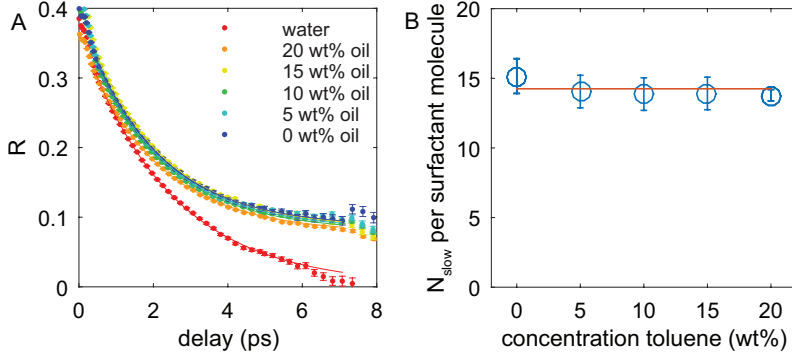 A
R
0.4
0.3
0.2
0.1
0
0 2 4 6 8
delay (ps)
water
20 wt% oil
15 wt% oil
10 wt% oil
5 wt% oil
0 wt% oil
B
N_slow per surfactant molecule
20
15
10
5
0
0 5 10 15 20
concentration toluene (wt%)